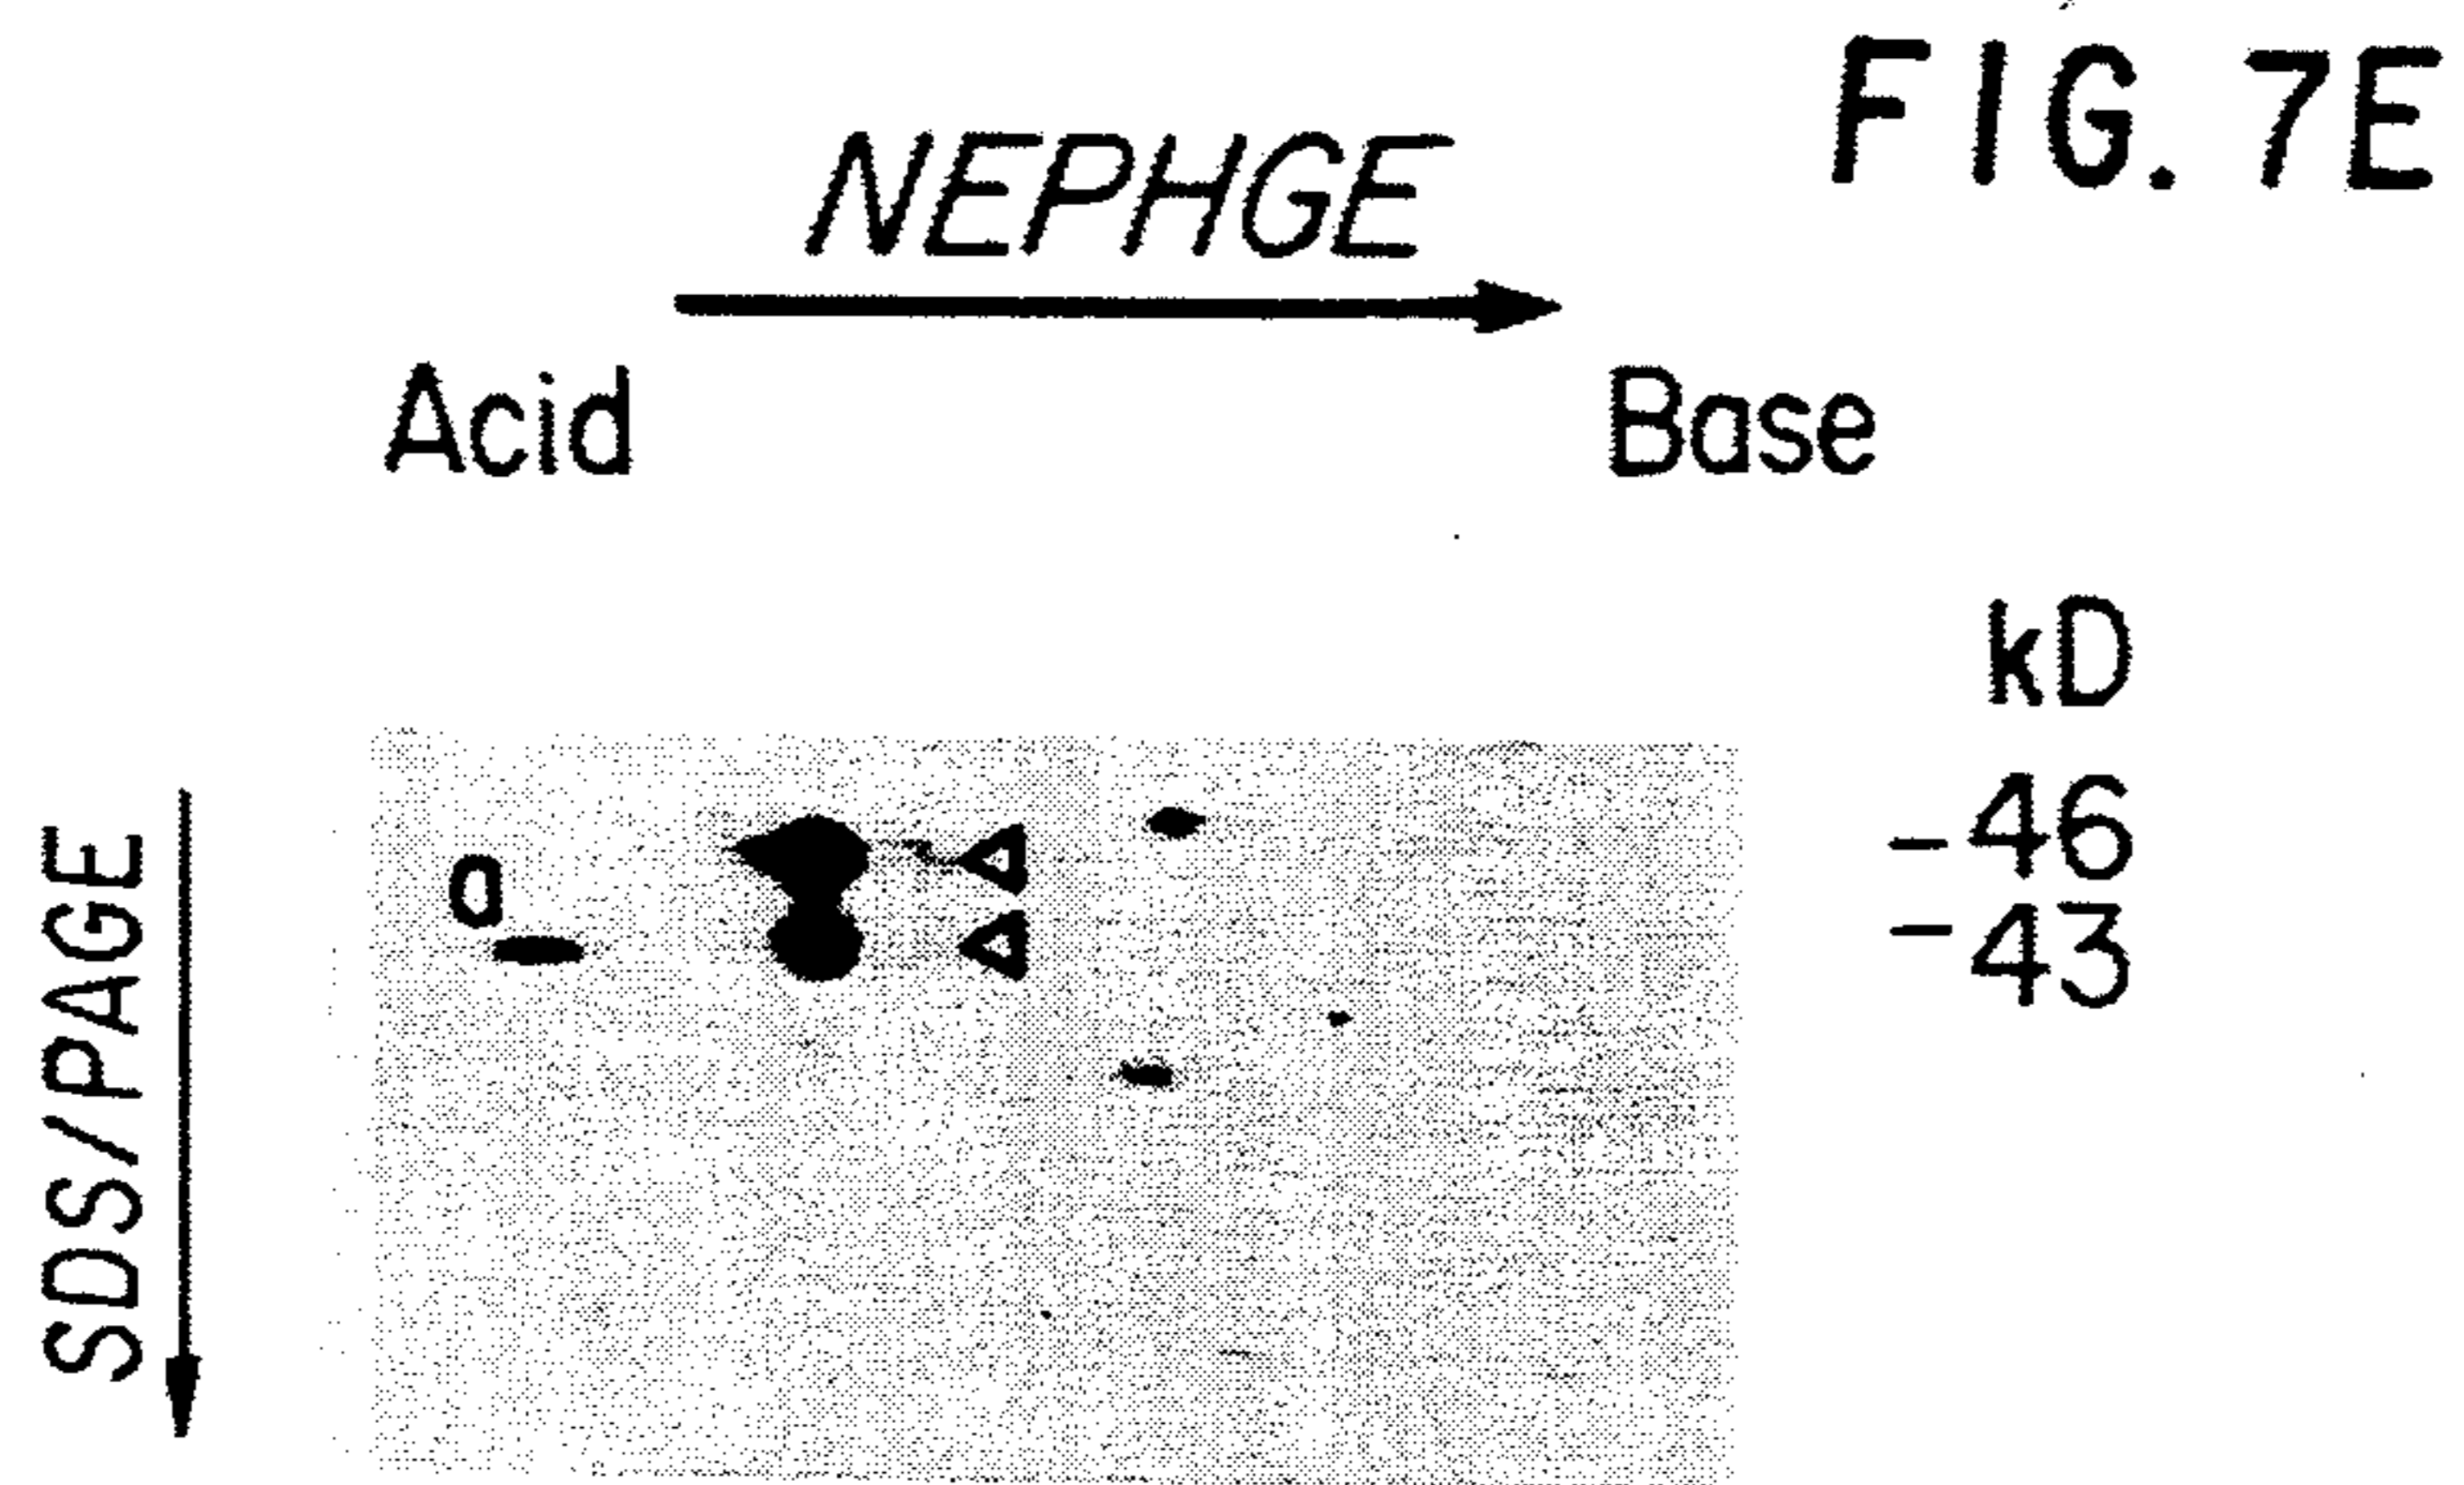 FIG. 7E
NEPHGE
Acid
Base
kD
-46
-43
a
SDS/PAGE